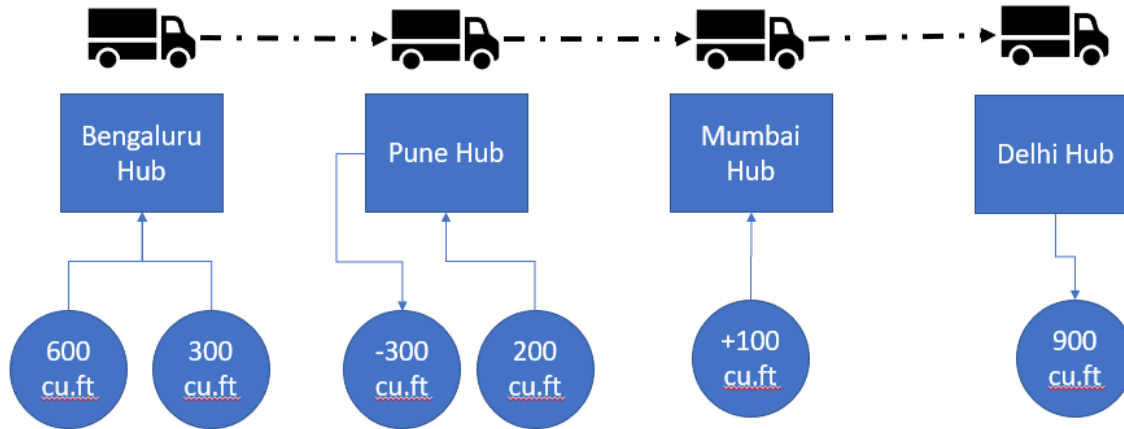 Bengaluru
Hub
Pune Hub
Mumbai
Hub
Delhi Hub
600
cu.ft
300
cu.ft
-300
cu.ft
200
cu.ft
+100
cu.ft
900
cu.ft